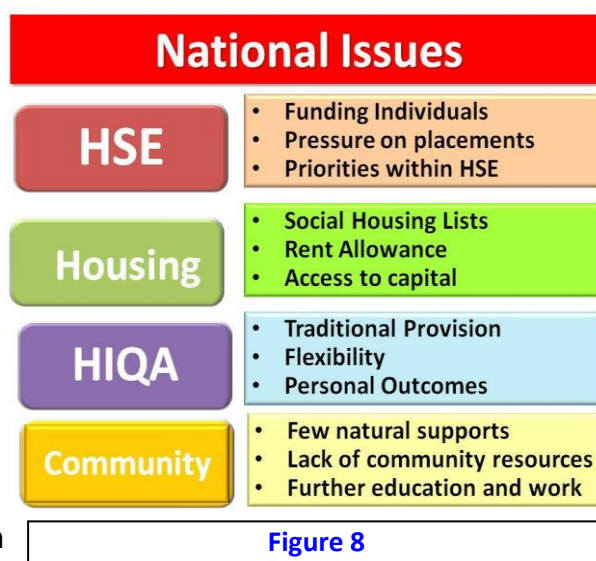 National Issues
HSE
• Funding Individuals
• Pressure on placements
• Priorities within HSE
Housing
• Social Housing Lists
• Rent Allowance
• Access to capital
HIQA
• Traditional Provision
• Flexibility
• Personal Outcomes
Community
• Few natural supports
• Lack of community resources
• Further education and work
Figure 8